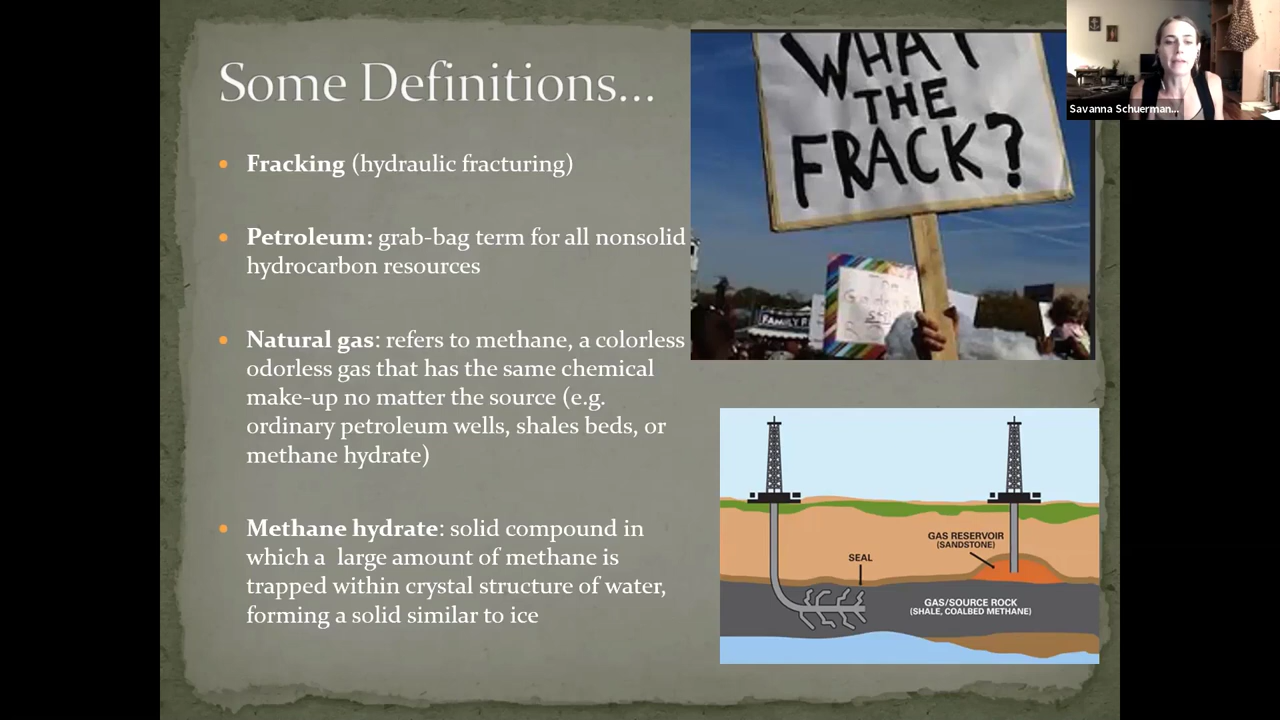 Some Definitions...
Fracking (hydraulic fracturing)
Petroleum: grab-bag term for all nonsolid
hydrocarbon resources
Natural gas: refers to methane, a colorless
odorless gas that has the same chemical
make-up no matter the source (e.g.
ordinary petroleum wells, shales beds, or
methane hydrate)
Methane hydrate: solid compound in
which a large amount of methane is
trapped within crystal structure of water,
forming a solid similar to ice
WHAT
THE
FRACK?
FAMILY
Savanna Schuerman...
GAS RESERVOIR
(SANDSTONE)
SEAL
GAS/SOURCE ROCK
(SHALE, COALBED METHANE)